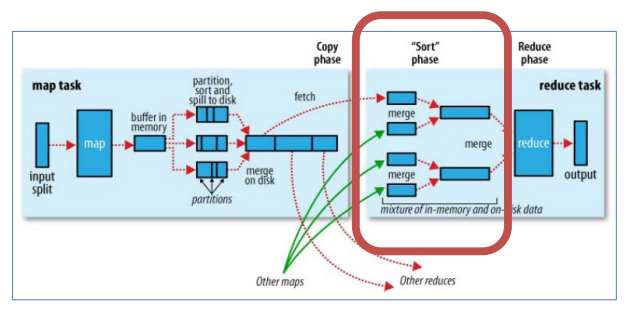 Copy
phase
"Sort"
phase
Reduce
phase
map task
partition,
sort and
spill to disk
fetch
reduce task
buffer in
memory
map
merge
merge
reduce
input
split
merge
on disk
merge
output
partitions
mixture of in-memory and on-disk data
Other maps
Other reduces